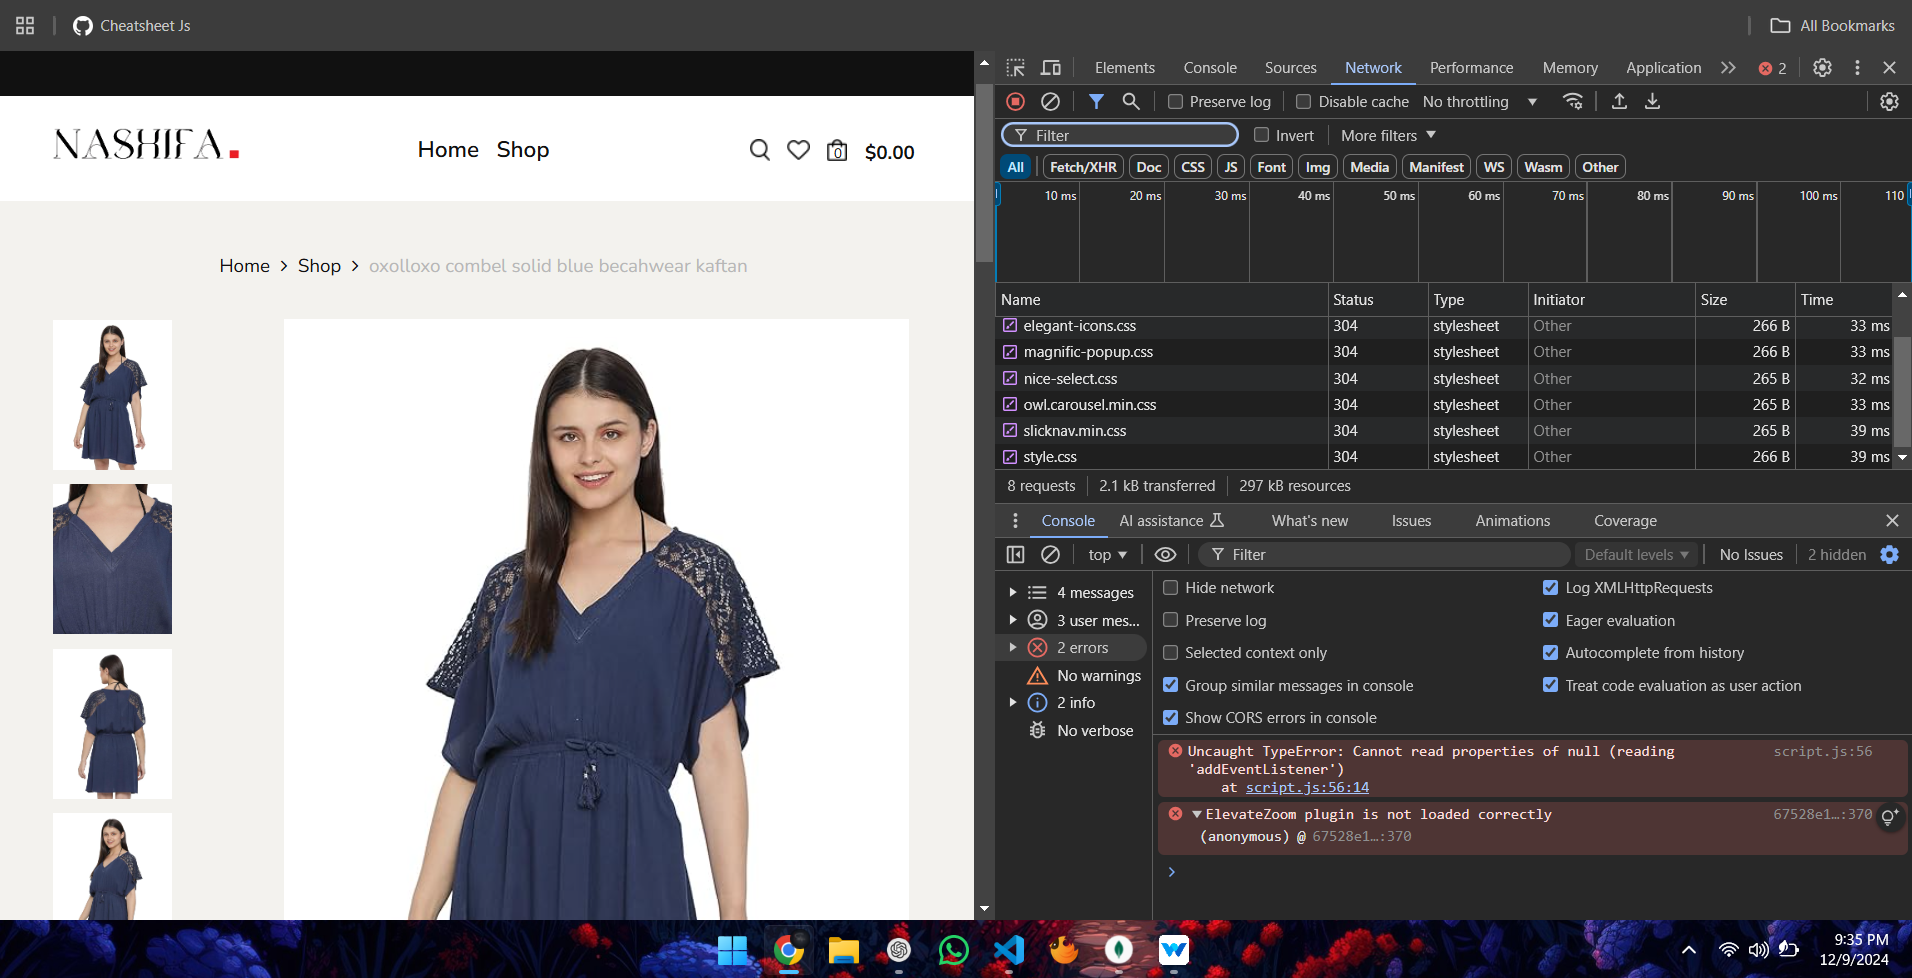 Cheatsheet Js
All Bookmarks
NASHIFA.
Home Shop
0 $0.00
Home > Shop > oxolloxo combel solid blue becahwear kaftan
Elements Console Sources Network Performance Memory Application 2
Preserve log Disable cache No throttling
Filter Invert More filters
All Fetch/XHR Doc CSS JS Font Img Media Manifest WS Wasm Other
10 ms 20 ms 30 ms 40 ms 50 ms 60 ms 70 ms 80 ms 90 ms 100 ms 110
Name Status Type Initiator Size Time
elegant-icons.css 304 stylesheet Other 266 B 33 ms
magnific-popup.css 304 stylesheet Other 266 B 33 ms
nice-select.css 304 stylesheet Other 265 B 32 ms
owl.carousel.min.css 304 stylesheet Other 265 B 33 ms
slicknav.min.css 304 stylesheet Other 265 B 39 ms
style.css 304 stylesheet Other 266 B 39 ms
8 requests 2.1 kB transferred 297 kB resources
Console AI assistance What's new Issues Animations Coverage
top Filter Default levels No Issues 2 hidden
4 messages
3 user mes...
2 errors
No warnings
2 info
No verbose
Hide network Log XMLHttpRequests
Preserve log Eager evaluation
Selected context only Autocomplete from history
Group similar messages in console Treat code evaluation as user action
Show CORS errors in console
Uncaught TypeError: Cannot read properties of null (reading script.js:56
'addEventListener')
at script.js:56:14
ElevateZoom plugin is not loaded correctly 67528e1…:370
(anonymous) @ 67528e1…:370
9:35 PM
12/9/2024